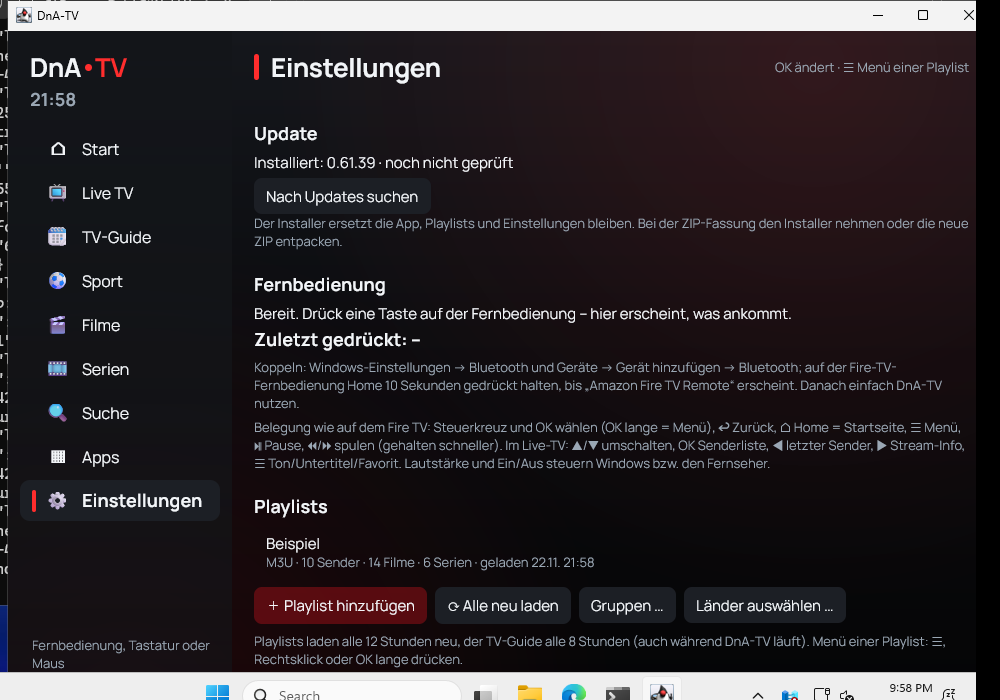 DnA-TV
DnA•TV
21:58
Start
Live TV
TV-Guide
Sport
Filme
Serien
Suche
Apps
Einstellungen
Fernbedienung, Tastatur oder
Maus
Einstellungen
OK ändert · ☰ Menü einer Playlist
Update
Installiert: 0.61.39 · noch nicht geprüft
Nach Updates suchen
Der Installer ersetzt die App, Playlists und Einstellungen bleiben. Bei der ZIP-Fassung den Installer nehmen oder die neue
ZIP entpacken.
Fernbedienung
Bereit. Drück eine Taste auf der Fernbedienung – hier erscheint, was ankommt.
Zuletzt gedrückt: –
Koppeln: Windows-Einstellungen → Bluetooth und Geräte → Gerät hinzufügen → Bluetooth; auf der Fire-TV-
Fernbedienung Home 10 Sekunden gedrückt halten, bis „Amazon Fire TV Remote“ erscheint. Danach einfach DnA-TV
nutzen.
Belegung wie auf dem Fire TV: Steuerkreuz und OK wählen (OK lange = Menü), ↩ Zurück, ⌂ Home = Startseite, ☰ Menü,
⏯ Pause, ⏪/⏩ spulen (gehalten schneller). Im Live-TV: ▲/▼ umschalten, OK Senderliste, ◀ letzter Sender, ▶ Stream-Info,
☰ Ton/Untertitel/Favorit. Lautstärke und Ein/Aus steuern Windows bzw. den Fernseher.
Playlists
Beispiel
M3U · 10 Sender · 14 Filme · 6 Serien · geladen 22.11. 21:58
+ Playlist hinzufügen
⟳ Alle neu laden
Gruppen …
Länder auswählen …
Playlists laden alle 12 Stunden neu, der TV-Guide alle 8 Stunden (auch während DnA-TV läuft). Menü einer Playlist: ☰,
Rechtsklick oder OK lange drücken.
Search
9:58 PM